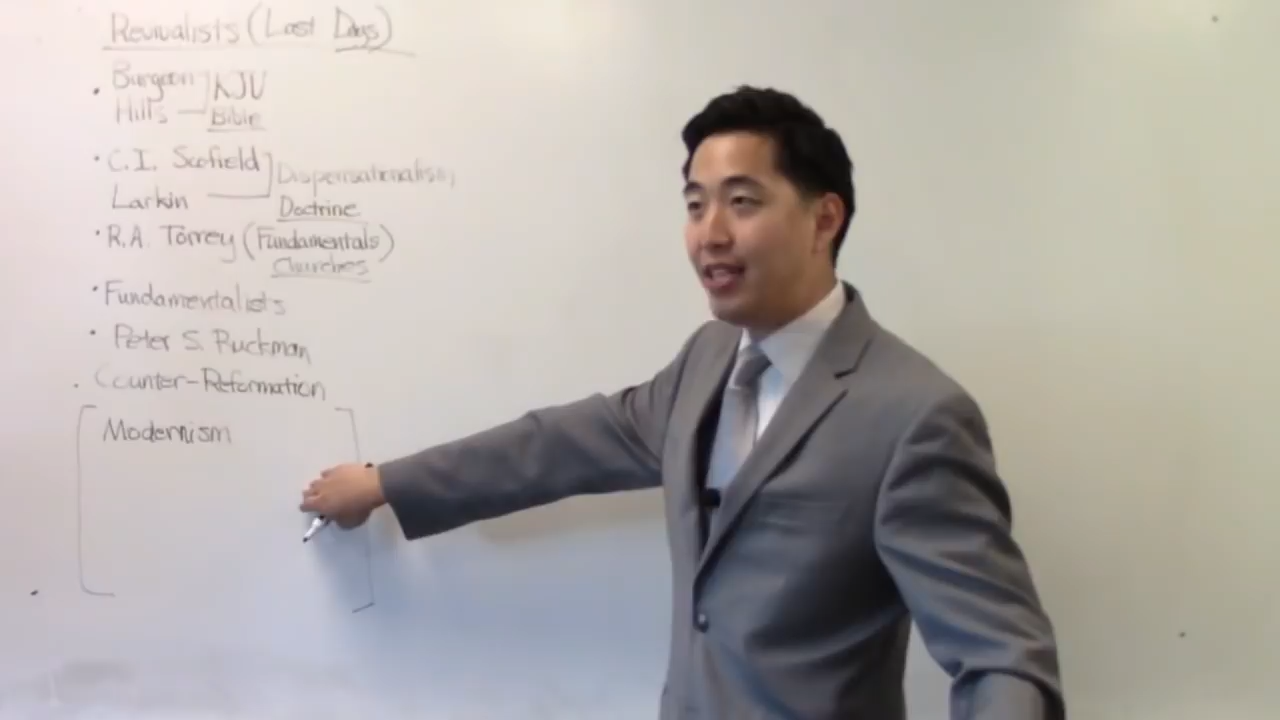 Revivalists (Last Days)
• Burgeon KJV
Hills — Bible
• C.I. Scofield Dispensationalism,
Larkin — Doctrine
• R.A. Torrey (Fundamentals)
Churches
• Fundamentalists
• Peter S. Ruckman
• Counter-Reformation
Modernism